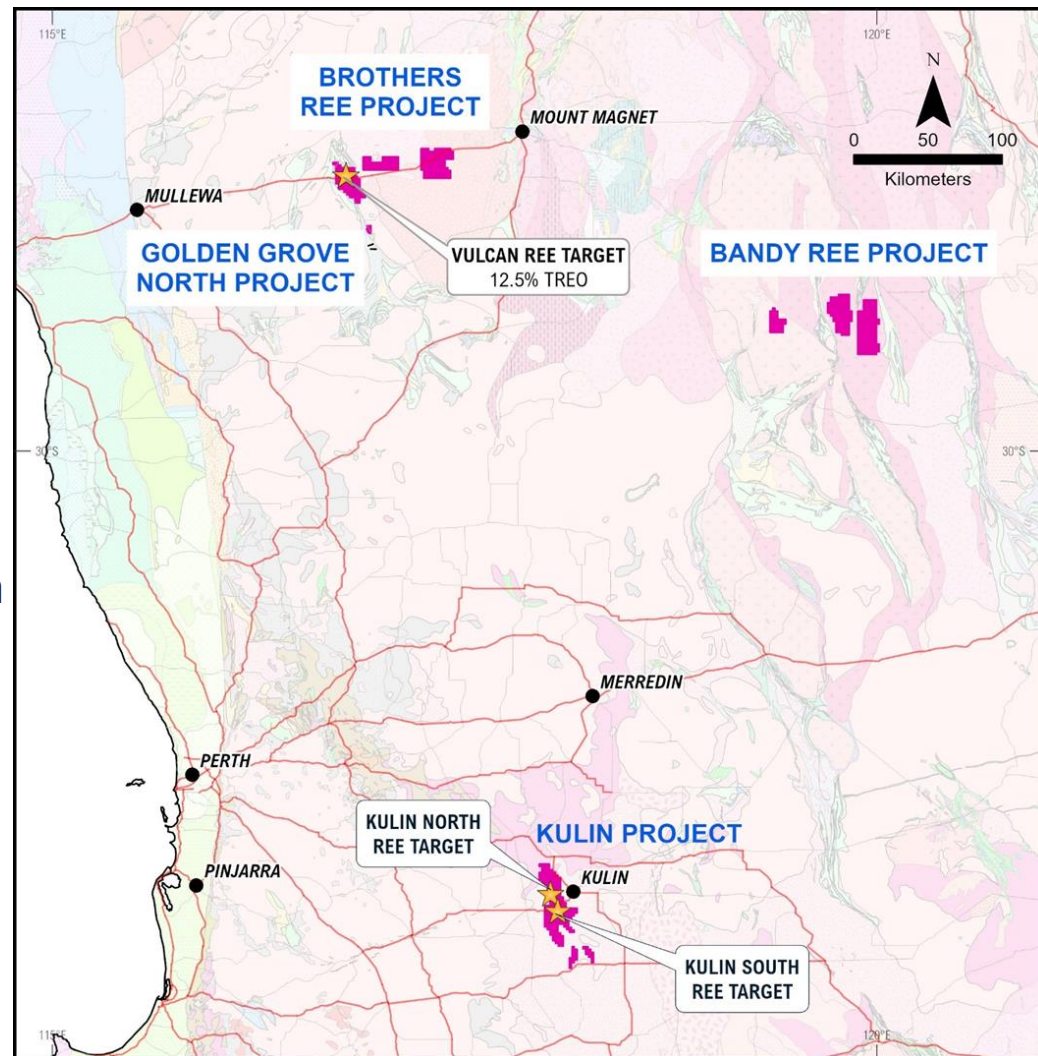 115°E
120°E
BROTHERS
REE PROJECT
N
MOUNT MAGNET
0 50 100
Kilometers
MULLEWA
GOLDEN GROVE
NORTH PROJECT
VULCAN REE TARGET
12.5% TREO
BANDY REE PROJECT
30°S
30°S
MERREDIN
PERTH
KULIN NORTH
REE TARGET
KULIN PROJECT
PINJARRA
KULIN
KULIN SOUTH
REE TARGET
115°E
120°E